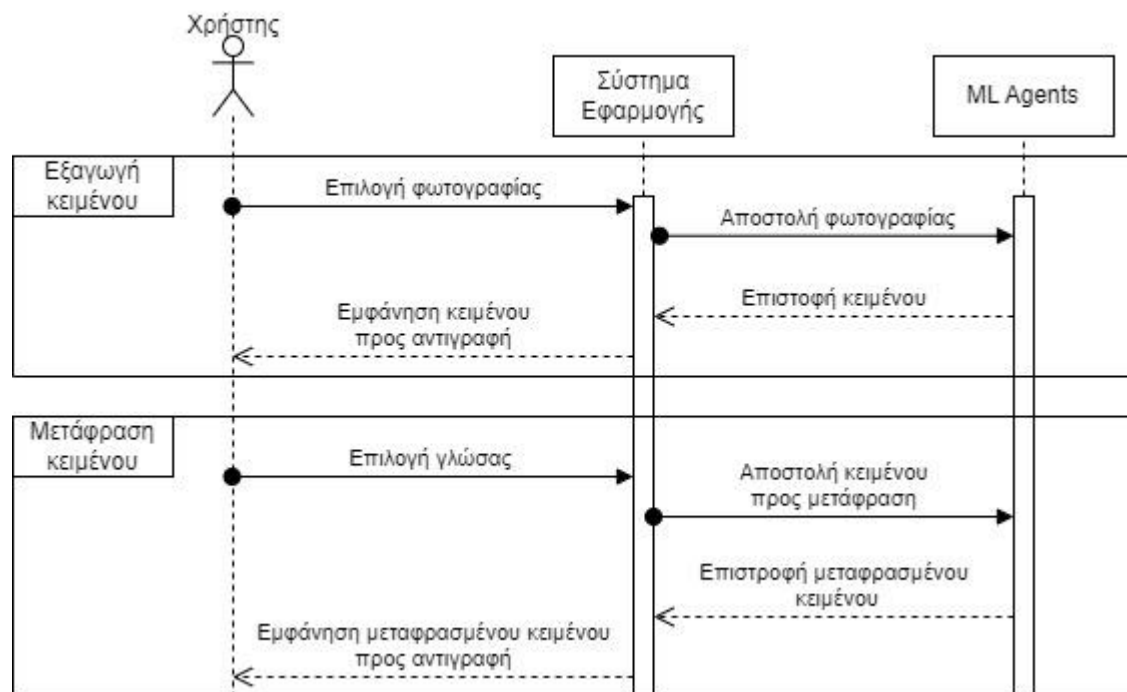 Χρήστης
Σύστημα
Εφαρμογής
ML Agents
Εξαγωγή
κειμένου
Επιλογή φωτογραφίας
Αποστολή φωτογραφίας
Επιστοφή κειμένου
Εμφάνηση κειμένου
προς αντιγραφή
Μετάφραση
κειμένου
Επιλογή γλώσας
Αποστολή κειμένου
προς μετάφραση
Επιστροφή μεταφρασμένου
κειμένου
Εμφάνηση μεταφρασμένου κειμένου
προς αντιγραφή